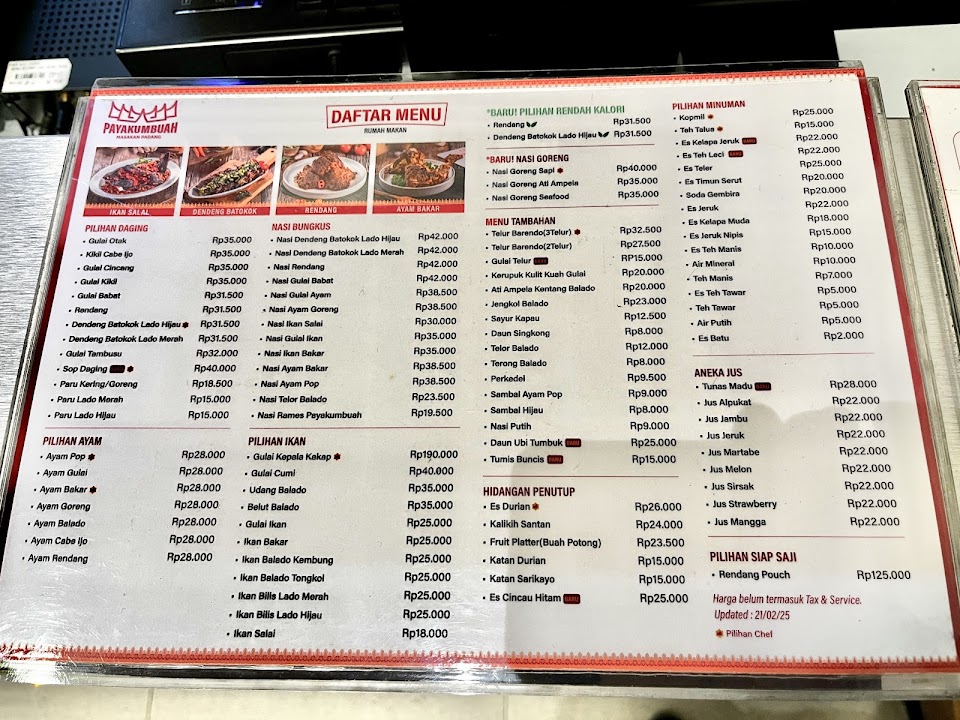 PAYAKUMBUAH
MASAKAN PADANG
DAFTAR MENU
RUMAH MAKAN
IKAN SALAI
DENDENG BATOKOK
RENDANG
AYAM BAKAR
PILIHAN DAGING
• Gulai Otak Rp35.000
• Kikil Cabe Ijo Rp35.000
• Gulai Cincang Rp35.000
• Gulai Kikil Rp35.000
• Gulai Babat Rp31.500
• Rendang Rp31.500
• Dendeng Batokok Lado Hijau Rp31.500
• Dendeng Batokok Lado Merah Rp31.500
• Gulai Tambusu Rp32.000
• Sop Daging Rp40.000
• Paru Kering/Goreng Rp18.500
• Paru Lado Merah Rp15.000
• Paru Lado Hijau Rp15.000
PILIHAN AYAM
• Ayam Pop Rp28.000
• Ayam Gulai Rp28.000
• Ayam Bakar Rp28.000
• Ayam Goreng Rp28.000
• Ayam Balado Rp28.000
• Ayam Cabe Ijo Rp28.000
• Ayam Rendang Rp28.000
NASI BUNGKUS
• Nasi Dendeng Batokok Lado Hijau Rp42.000
• Nasi Dendeng Batokok Lado Merah Rp42.000
• Nasi Rendang Rp42.000
• Nasi Gulai Babat Rp42.000
• Nasi Gulai Ayam Rp38.500
• Nasi Ayam Goreng Rp38.500
• Nasi Ikan Salai Rp30.000
• Nasi Gulai Ikan Rp35.000
• Nasi Ikan Bakar Rp35.000
• Nasi Ayam Bakar Rp38.500
• Nasi Ayam Pop Rp38.500
• Nasi Telor Balado Rp23.500
• Nasi Rames Payakumbuah Rp19.500
PILIHAN IKAN
• Gulai Kepala Kakap Rp190.000
• Gulai Cumi Rp40.000
• Udang Balado Rp35.000
• Belut Balado Rp35.000
• Gulai Ikan Rp25.000
• Ikan Bakar Rp25.000
• Ikan Balado Kembung Rp25.000
• Ikan Balado Tongkol Rp25.000
• Ikan Bilis Lado Merah Rp25.000
• Ikan Bilis Lado Hijau Rp25.000
• Ikan Salai Rp18.000
*BARU! PILIHAN RENDAH KALORI
• Rendang Rp31.500
• Dendeng Batokok Lado Hijau Rp31.500
*BARU! NASI GORENG
• Nasi Goreng Sapi Rp40.000
• Nasi Goreng Ati Ampela Rp35.000
• Nasi Goreng Seafood Rp35.000
MENU TAMBAHAN
• Telur Barendo(3Telur) Rp32.500
• Telur Barendo(2Telur) Rp27.500
• Gulai Telur BARU RP15.000
• Kerupuk Kulit Kuah Gulai Rp20.000
• Ati Ampela Kentang Balado Rp20.000
• Jengkol Balado Rp23.000
• Sayur Kapau Rp12.500
• Daun Singkong Rp8.000
• Telor Balado Rp12.000
• Terong Balado Rp8.000
• Perkedel Rp9.500
• Sambal Ayam Pop Rp9.000
• Sambal Hijau Rp8.000
• Nasi Putih Rp9.000
• Daun Ubi Tumbuk BARU Rp25.000
• Tumis Buncis BARU Rp15.000
HIDANGAN PENUTUP
• Es Durian Rp26.000
• Kalikih Santan Rp24.000
• Fruit Platter(Buah Potong) Rp23.500
• Katan Durian Rp15.000
• Katan Sarikayo Rp15.000
• Es Cincau Hitam BARU Rp25.000
PILIHAN MINUMAN
• Kopmil Rp25.000
• Teh Talua Rp15.000
• Es Kelapa Jeruk BARU Rp22.000
• Es Teh Leci BARU Rp22.000
• Es Teler Rp25.000
• Es Timun Serut Rp20.000
• Soda Gembira Rp20.000
• Es Jeruk Rp22.000
• Es Kelapa Muda Rp18.000
• Es Jeruk Nipis Rp15.000
• Es Teh Manis Rp10.000
• Air Mineral Rp10.000
• Teh Manis Rp7.000
• Es Teh Tawar Rp5.000
• Teh Tawar Rp5.000
• Air Putih Rp5.000
• Es Batu Rp2.000
ANEKA JUS
• Tunas Madu BARU Rp28.000
• Jus Alpukat Rp22.000
• Jus Jambu Rp22.000
• Jus Jeruk Rp22.000
• Jus Martabe Rp22.000
• Jus Melon Rp22.000
• Jus Sirsak Rp22.000
• Jus Strawberry Rp22.000
• Jus Mangga Rp22.000
PILIHAN SIAP SAJI
• Rendang Pouch Rp125.000
Harga belum termasuk Tax & Service.
Updated : 21/02/25
Pilihan Chef